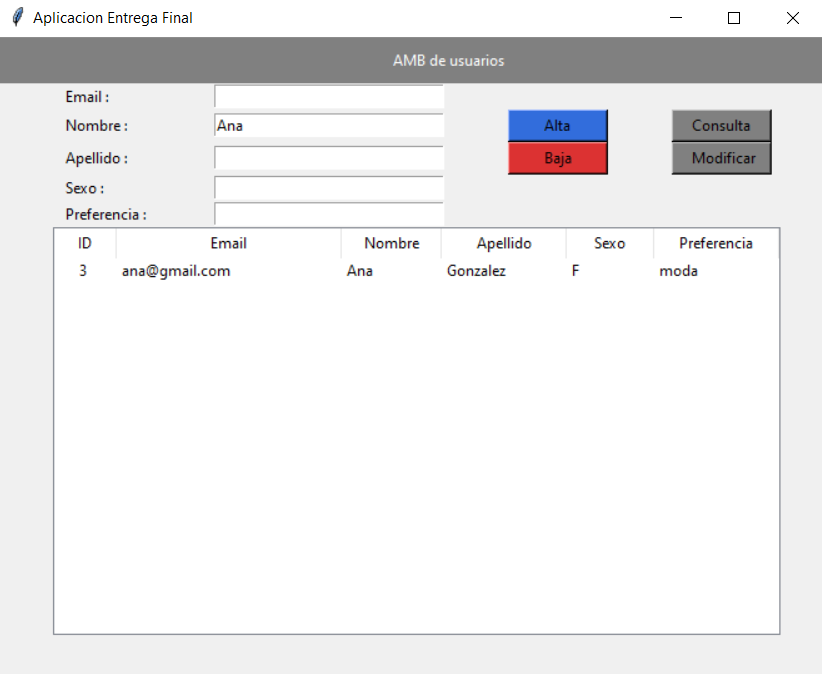 Aplicacion Entrega Final
AMB de usuarios
Email :
Nombre : Ana
Alta Consulta
Apellido :
Baja Modificar
Sexo :
Preferencia :
ID Email Nombre Apellido Sexo Preferencia
3 ana@gmail.com Ana Gonzalez F moda